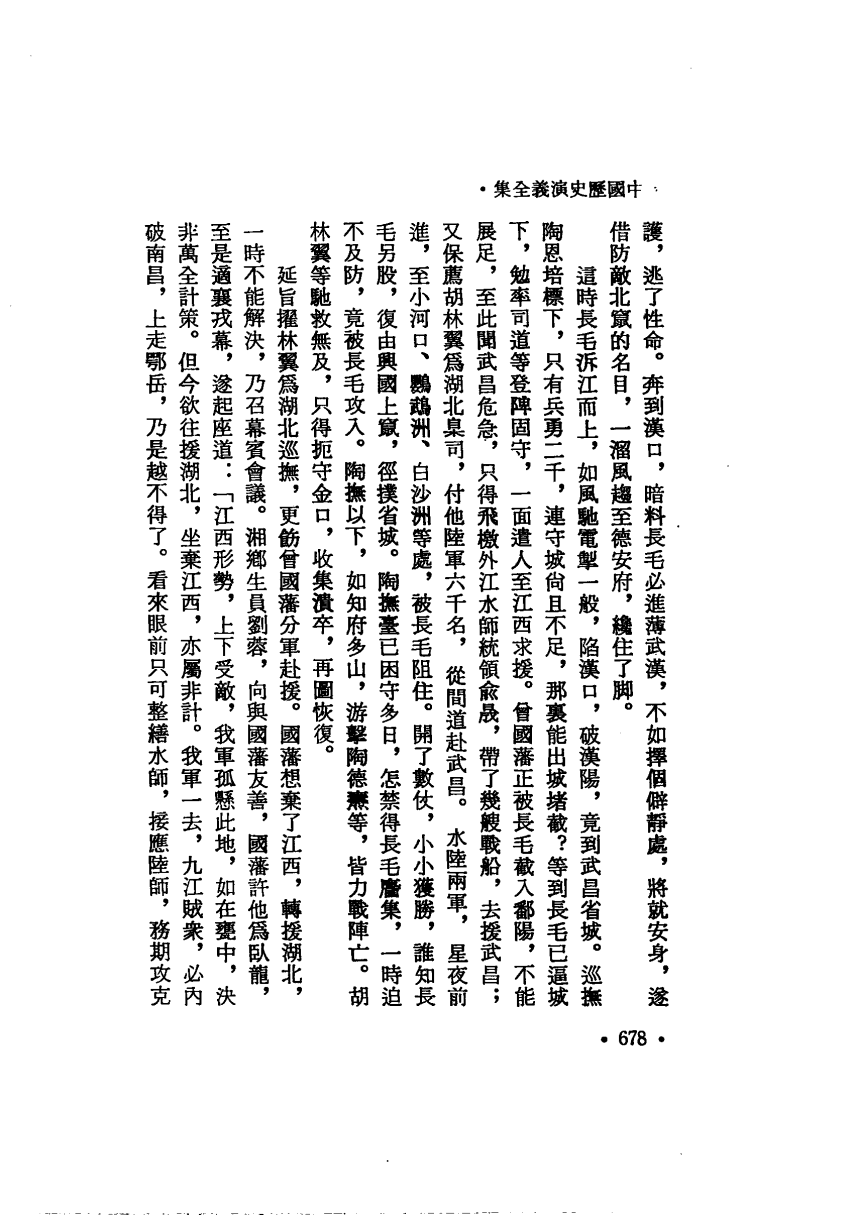 中國歷史演義全集・
護，逃了性命。奔到漢口，暗料長毛必進薄武漢，不如擇個僻靜處，將就安身，遂
借防敵北竄的名目，一溜風趨至德安府，纔住了脚。
這時長毛泝江而上，如風馳電掣一般，陷漢口，破漢陽，竟到武昌省城。巡撫
陶恩培標下，只有兵勇二千，連守城尙且不足，那裏能出城堵截？等到長毛已逼城
下，勉率司道等登陴固守，一面遣人至江西求援。曾國藩正被長毛截入鄱陽，不能
展足，至此聞武昌危急，只得飛檄外江水師統領兪晟，帶了幾艘戰船，去援武昌；
又保薦胡林翼爲湖北臬司，付他陸軍六千名，從間道赴武昌。水陸兩軍，星夜前
進，至小河口、鸚鵡洲、白沙洲等處，被長毛阻住。開了數仗，小小獲勝，誰知長
毛另股，復由興國上竄，徑撲省城。陶撫臺已困守多日，怎禁得長毛麕集，一時迫
不及防，竟被長毛攻入。陶撫以下，如知府多山，游擊陶德燾等，皆力戰陣亡。胡
林翼等馳救無及，只得扼守金口，收集潰卒，再圖恢復。
延旨擢林翼爲湖北巡撫，更飭曾國藩分軍赴援。國藩想棄了江西，轉援湖北，
一時不能解決，乃召幕賓會議。湘鄉生員劉蓉，向與國藩友善，國藩許他爲臥龍，
至是適襄戎幕，遂起座道：「江西形勢，上下受敵，我軍孤懸此地，如在甕中，決
非萬全計策。但今欲往援湖北，坐棄江西，亦屬非計。我軍一去，九江賊衆，必內
破南昌，上走鄂岳，乃是越不得了。看來眼前只可整繕水師，接應陸師，務期攻克
・678・